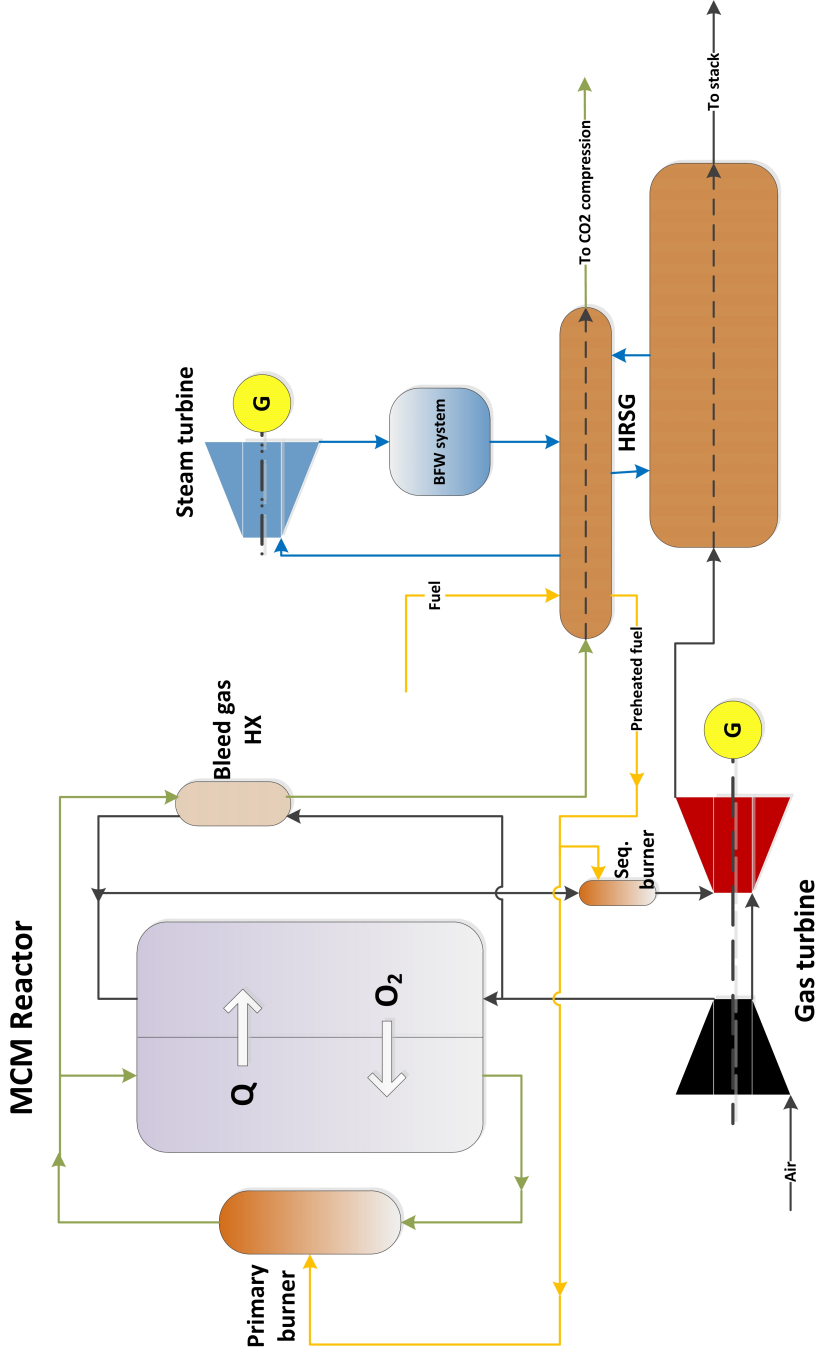 MCM Reactor
Q
O2
Primary
burner
Bleed gas
HX
Steam turbine
G
BFW system
Fuel
HRSG
To CO2 compression
To stack
Preheated fuel
Seq.
burner
G
Gas turbine
Air